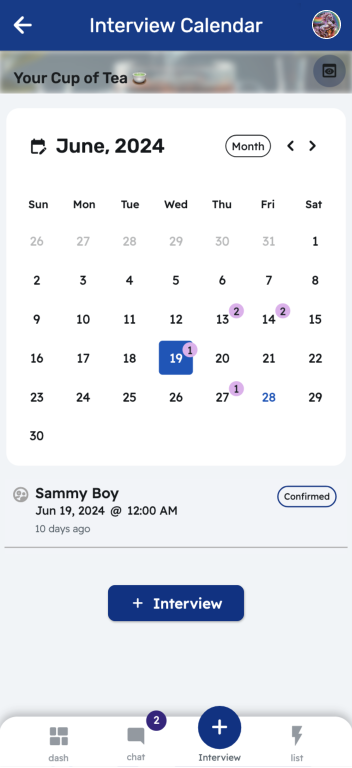 Interview Calendar
Your Cup of Tea 🍵
June, 2024
Month
Sun Mon Tue Wed Thu Fri Sat
26 27 28 29 30 31 1
2 3 4 5 6 7 8
9 10 11 12 13 2 14 2 15
16 17 18 19 1 20 21 22
23 24 25 26 27 1 28 29
30
Sammy Boy
Confirmed
Jun 19, 2024 @ 12:00 AM
10 days ago
+ Interview
2
dash chat Interview list